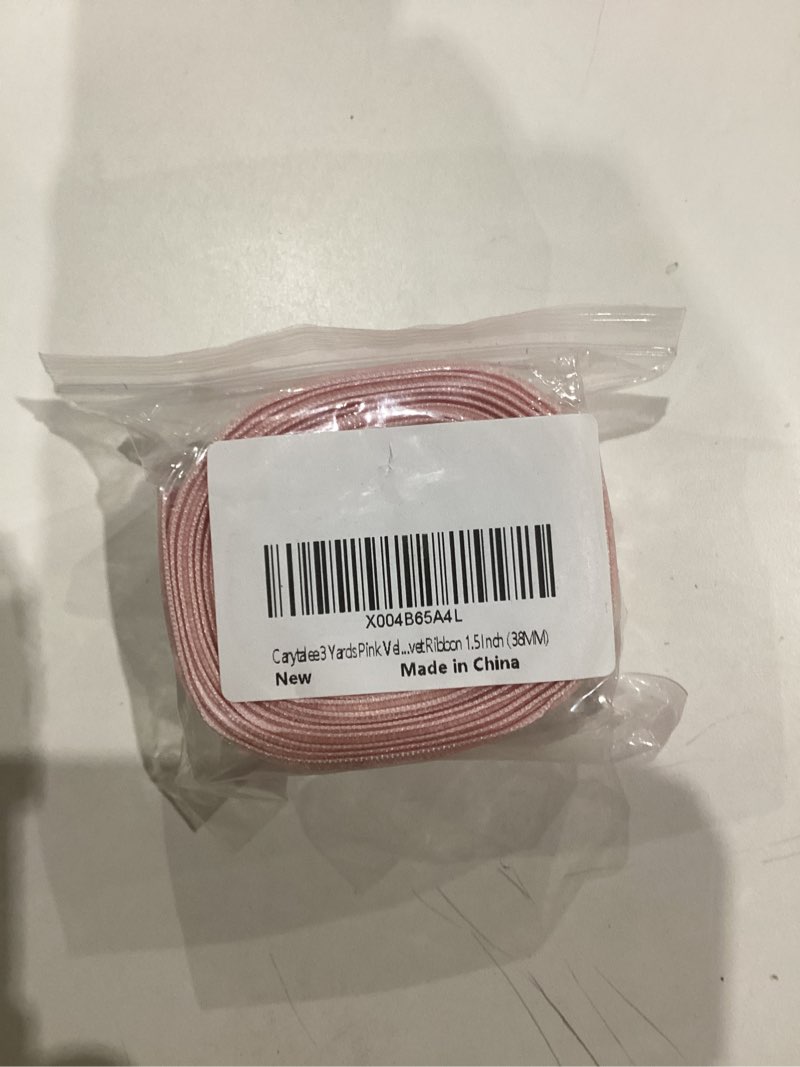 X004B65A4L
Carytalee3 Yards Pink Vel...vet Ribbon 1.5 Inch (38MM)
New
Made in China